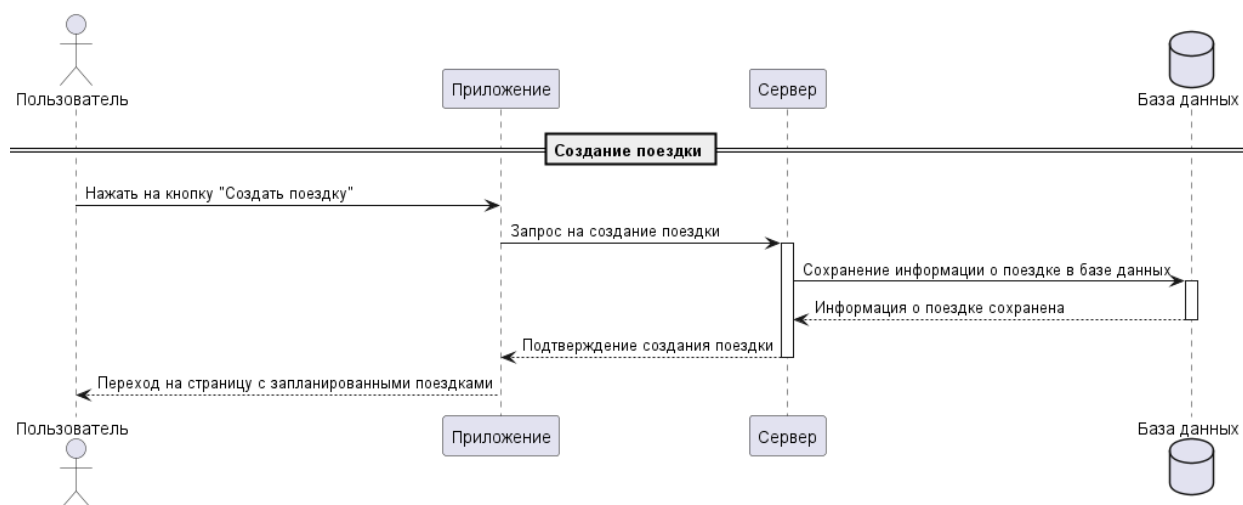 Пользователь
Приложение
Сервер
База данных
Создание поездки
Нажать на кнопку "Создать поездку"
Запрос на создание поездки
Сохранение информации о поездке в базе данных
Информация о поездке сохранена
Подтверждение создания поездки
Переход на страницу с запланированными поездками
Пользователь
Приложение
Сервер
База данных